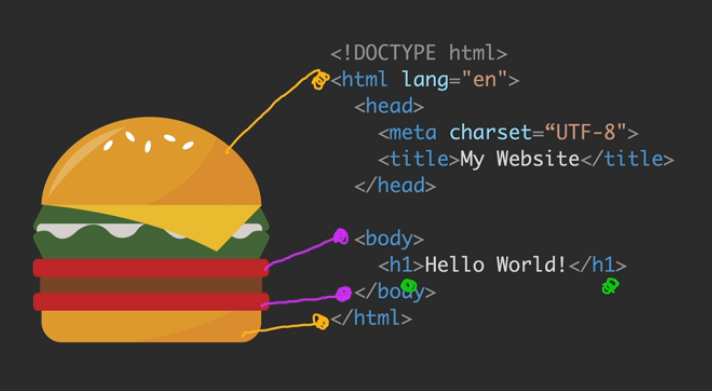 <!DOCTYPE html>
<html lang="en">
<head>
<meta charset=“UTF-8">
<title>My Website</title>
</head>
<body>
<h1>Hello World!</h1>
</body>
</html>